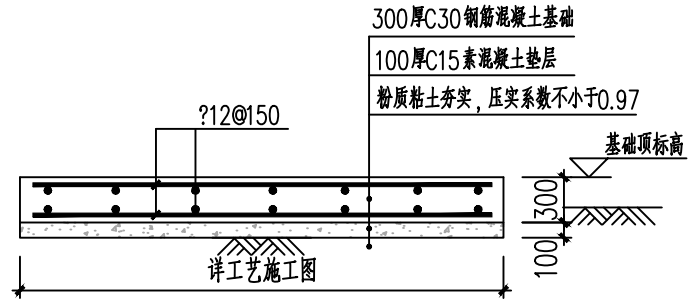 300厚C30钢筋混凝土基础
100厚C15素混凝土垫层
粉质粘土夯实，压实系数不小于0.97
?12@150
基础顶标高
300
100
详工艺施工图